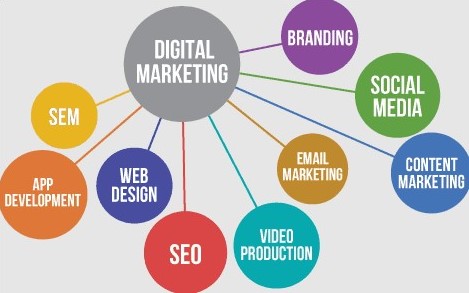 DIGITAL
MARKETING
BRANDING
SOCIAL
MEDIA
SEM
EMAIL
MARKETING
CONTENT
MARKETING
APP
DEVELOPMENT
WEB
DESIGN
SEO
VIDEO
PRODUCTION